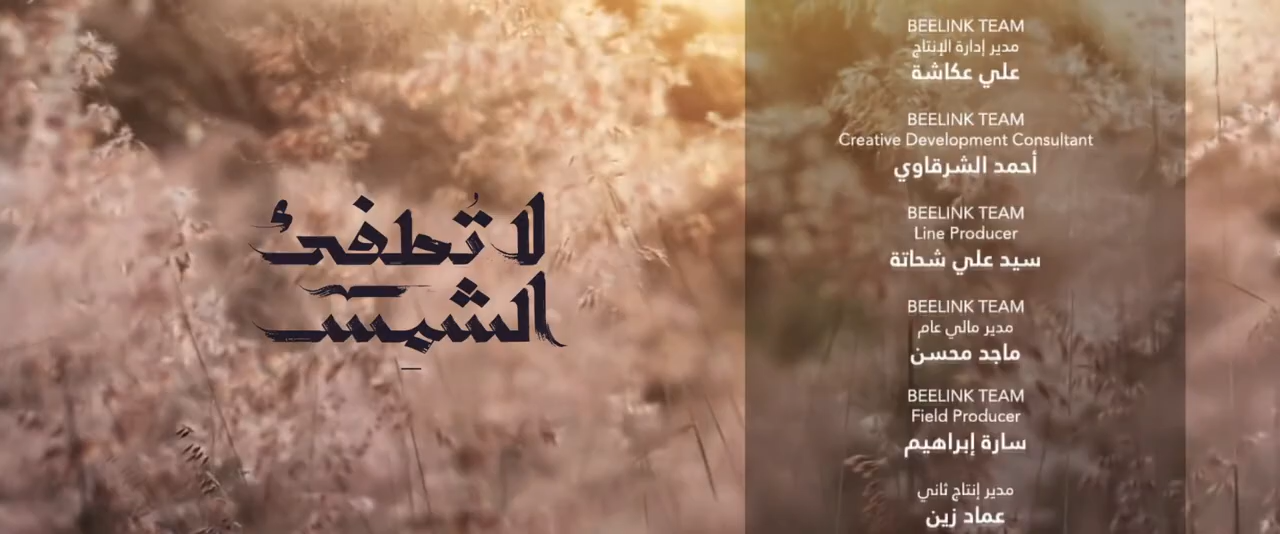 لا تُطفئ
الشمس
BEELINK TEAM
مدير إدارة الإنتاج
علي عكاشة
BEELINK TEAM
Creative Development Consultant
أحمد الشرقاوي
BEELINK TEAM
Line Producer
سيد علي شحاتة
BEELINK TEAM
مدير مالي عام
ماجد محسن
BEELINK TEAM
Field Producer
سارة إبراهيم
مدير إنتاج ثاني
عماد زين